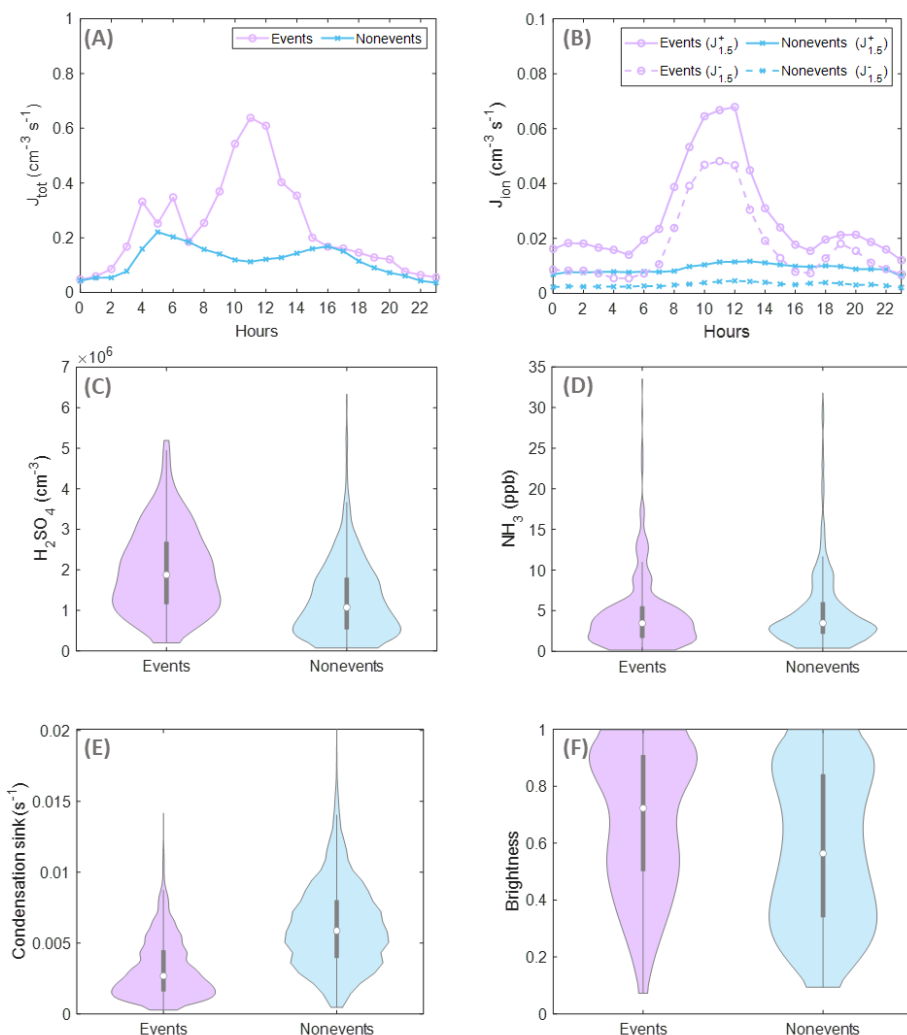 (A)
Events
Nonevents
J_tot (cm⁻³ s⁻¹)
1
0.8
0.6
0.4
0.2
0
0 2 4 6 8 10 12 14 16 18 20 22
Hours
(B)
Events (J⁺₁.₅)
Nonevents (J⁺₁.₅)
Events (J⁻₁.₅)
Nonevents (J⁻₁.₅)
J_ion (cm⁻³ s⁻¹)
0.1
0.08
0.06
0.04
0.02
0
0 2 4 6 8 10 12 14 16 18 20 22
Hours
(C)
× 10⁶
H₂SO₄ (cm⁻³)
7
6
5
4
3
2
1
0
Events Nonevents
(D)
NH₃ (ppb)
35
30
25
20
15
10
5
0
Events Nonevents
(E)
Condensation sink (s⁻¹)
0.02
0.015
0.01
0.005
0
Events Nonevents
(F)
Brightness
1
0.8
0.6
0.4
0.2
0
Events Nonevents